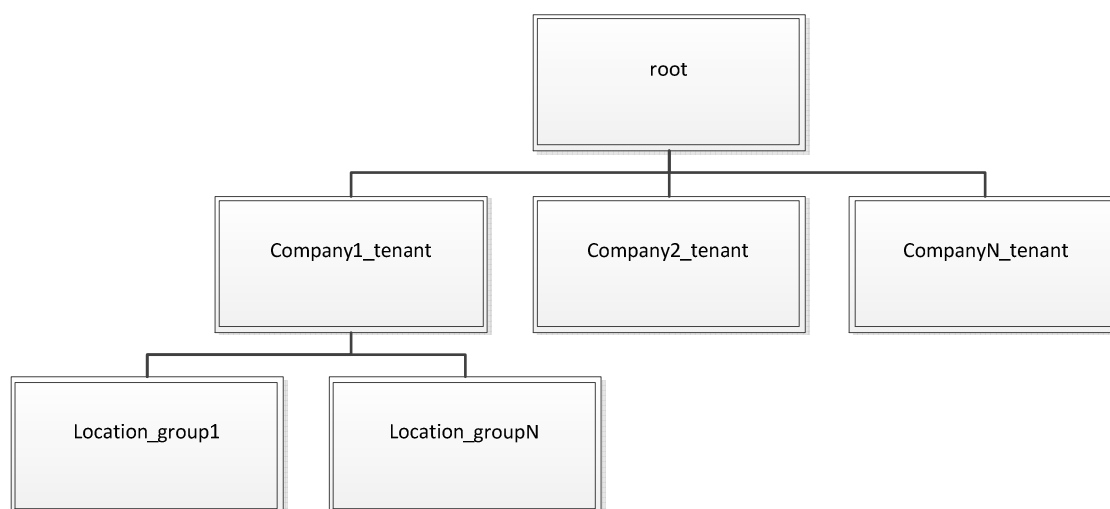 root
Company1_tenant
Company2_tenant
CompanyN_tenant
Location_group1
Location_groupN